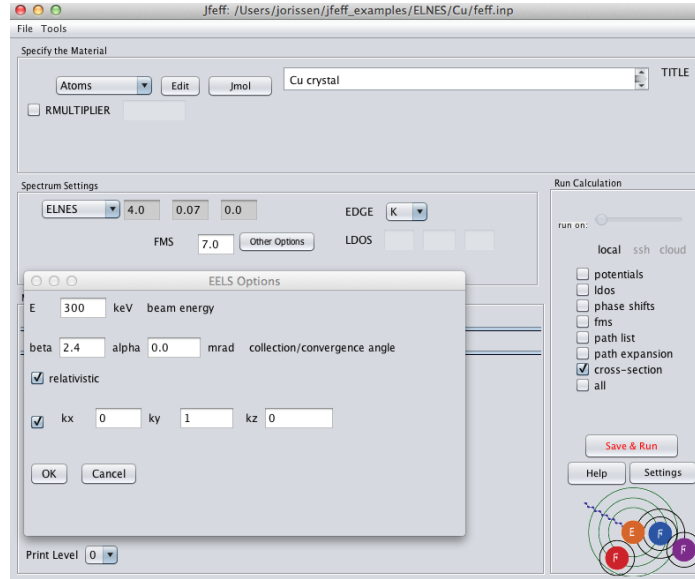 Jfeff: /Users/jorissen/jfeff_examples/ELNES/Cu/feff.inp
File Tools
Specify the Material
Atoms Edit Jmol Cu crystal TITLE
RMULTIPLIER
Spectrum Settings
ELNES 4.0 0.07 0.0 EDGE K
FMS 7.0 Other Options LDOS
EELS Options
E 300 keV beam energy
beta 2.4 alpha 0.0 mrad collection/convergence angle
relativistic
kx 0 ky 1 kz 0
OK Cancel
Print Level 0
Run Calculation
run on:
local ssh cloud
potentials
ldos
phase shifts
fms
path list
path expansion
cross-section
all
Save & Run
Help Settings
E F
F F